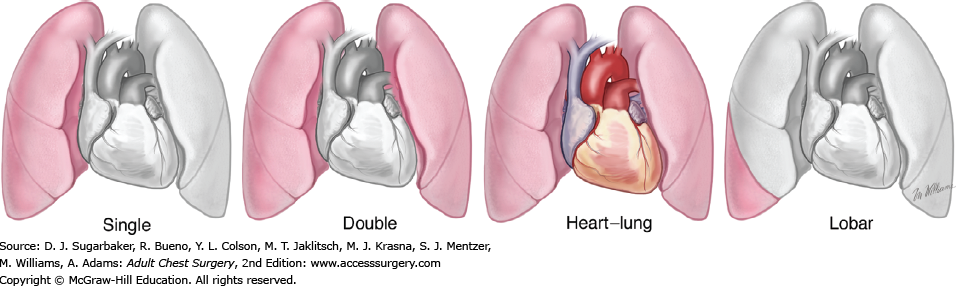 Single
Double
Heart–lung
Lobar
M Williams
Source: D. J. Sugarbaker, R. Bueno, Y. L. Colson, M. T. Jaklitsch, M. J. Krasna, S. J. Mentzer,
M. Williams, A. Adams: Adult Chest Surgery, 2nd Edition: www.accesssurgery.com
Copyright © McGraw-Hill Education. All rights reserved.